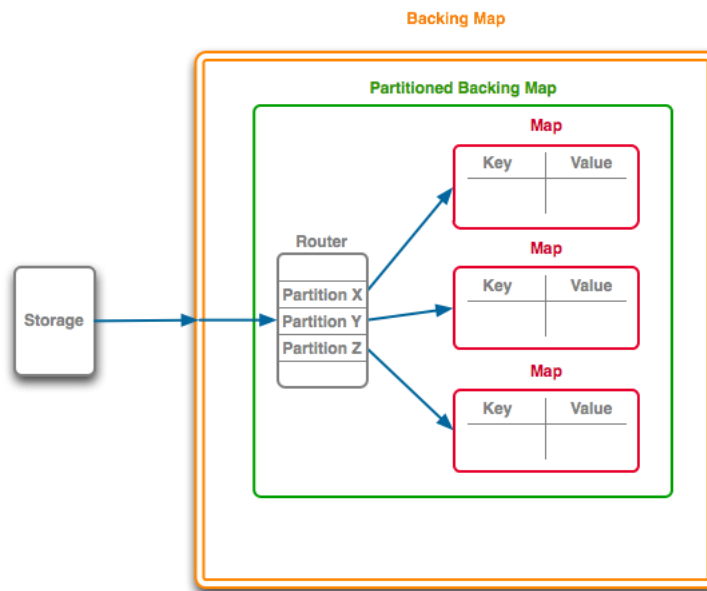 Backing Map
Partitioned Backing Map
Map
Key Value
Router
Partition X
Partition Y
Partition Z
Storage
Map
Key Value
Map
Key Value